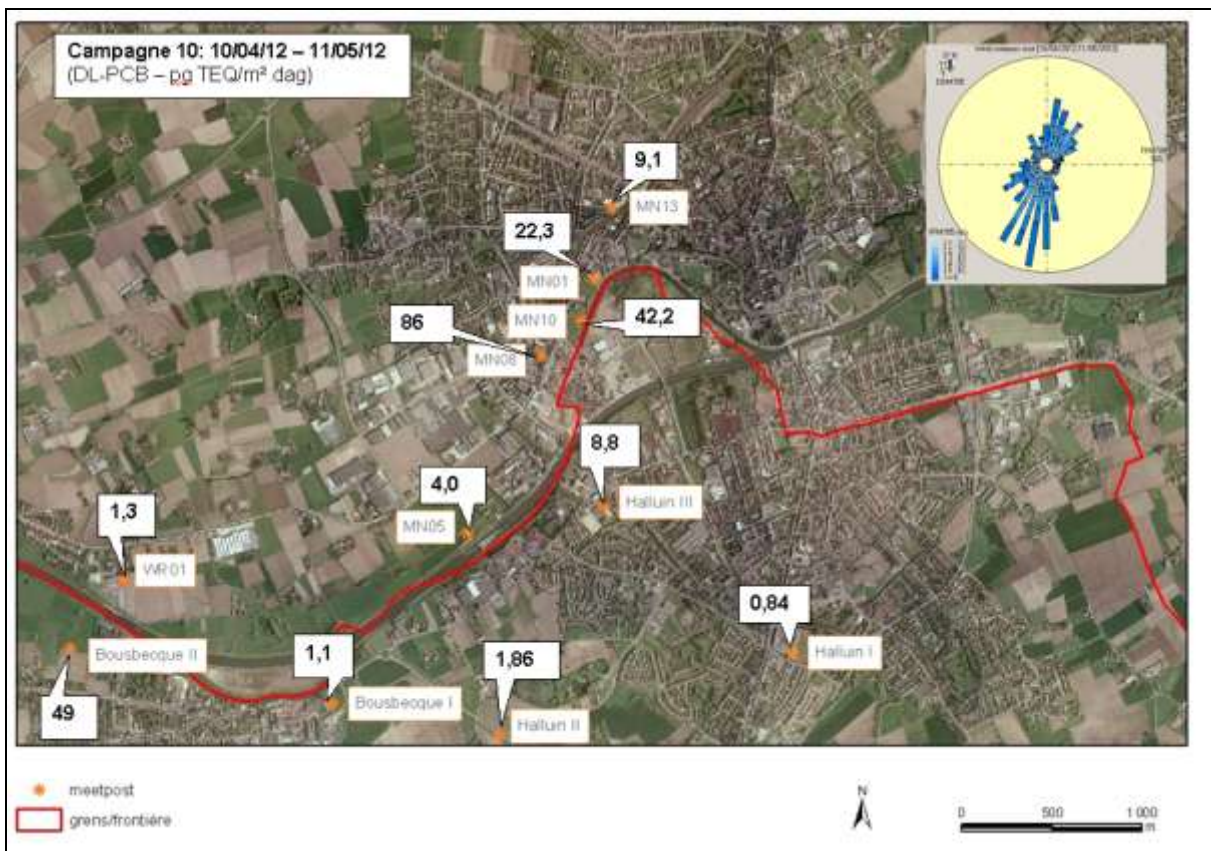 Campagne 10: 10/04/12 – 11/05/12
(DL-PCB – pg TEQ/m² dag)
9,1
MN13
22,3
MN01
MN10
42,2
86
MN08
8,8
Halluin III
4,0
MN05
1,3
WR01
0,84
Halluin I
Bousbecque II
49
1,1
Bousbecque I
1,86
Halluin II
meetpost
grens/frontière
N
0 500 1 000
m